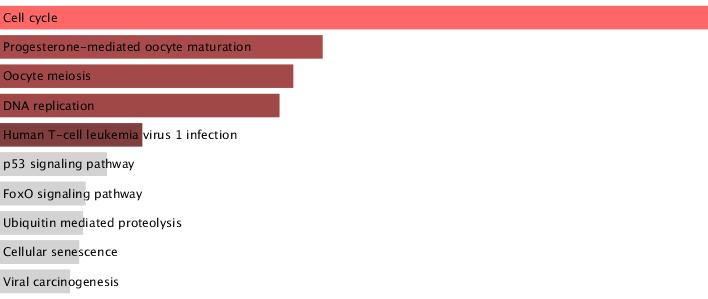 Cell cycle
Progesterone-mediated oocyte maturation
Oocyte meiosis
DNA replication
Human T-cell leukemia virus 1 infection
p53 signaling pathway
FoxO signaling pathway
Ubiquitin mediated proteolysis
Cellular senescence
Viral carcinogenesis